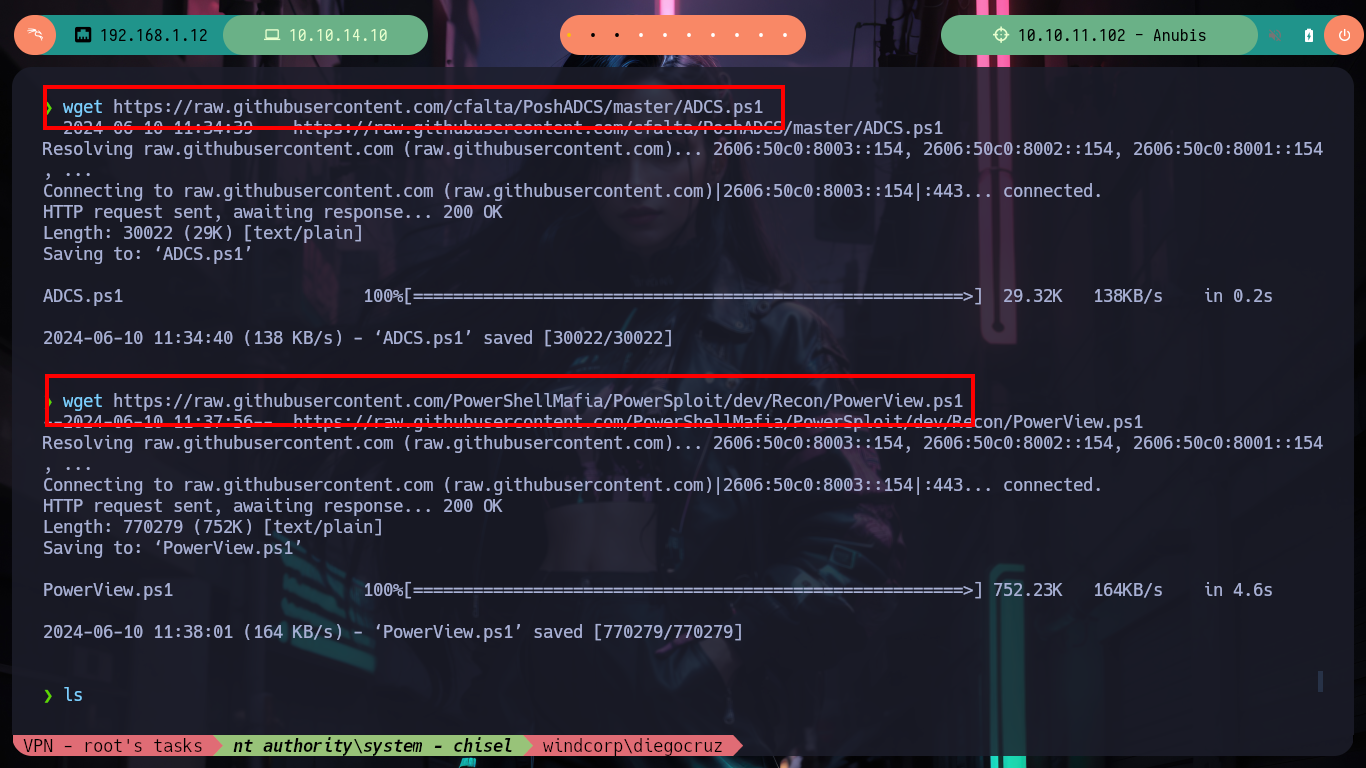 192.168.1.12 10.10.14.10 10.10.11.102 - Anubis
❯ wget https://raw.githubusercontent.com/cfalta/PoshADCS/master/ADCS.ps1
--2024-06-10 11:34:39-- https://raw.githubusercontent.com/cfalta/PoshADCS/master/ADCS.ps1
Resolving raw.githubusercontent.com (raw.githubusercontent.com)... 2606:50c0:8003::154, 2606:50c0:8002::154, 2606:50c0:8001::154
, ...
Connecting to raw.githubusercontent.com (raw.githubusercontent.com)|2606:50c0:8003::154|:443... connected.
HTTP request sent, awaiting response... 200 OK
Length: 30022 (29K) [text/plain]
Saving to: ‘ADCS.ps1’
ADCS.ps1 100%[=======================================================>] 29.32K 138KB/s in 0.2s
2024-06-10 11:34:40 (138 KB/s) - ‘ADCS.ps1’ saved [30022/30022]
❯ wget https://raw.githubusercontent.com/PowerShellMafia/PowerSploit/dev/Recon/PowerView.ps1
--2024-06-10 11:37:56-- https://raw.githubusercontent.com/PowerShellMafia/PowerSploit/dev/Recon/PowerView.ps1
Resolving raw.githubusercontent.com (raw.githubusercontent.com)... 2606:50c0:8003::154, 2606:50c0:8002::154, 2606:50c0:8001::154
, ...
Connecting to raw.githubusercontent.com (raw.githubusercontent.com)|2606:50c0:8003::154|:443... connected.
HTTP request sent, awaiting response... 200 OK
Length: 770279 (752K) [text/plain]
Saving to: ‘PowerView.ps1’
PowerView.ps1 100%[=======================================================>] 752.23K 164KB/s in 4.6s
2024-06-10 11:38:01 (164 KB/s) - ‘PowerView.ps1’ saved [770279/770279]
❯ ls
VPN - root's tasks nt authority\system - chisel windcorp\diegocruz